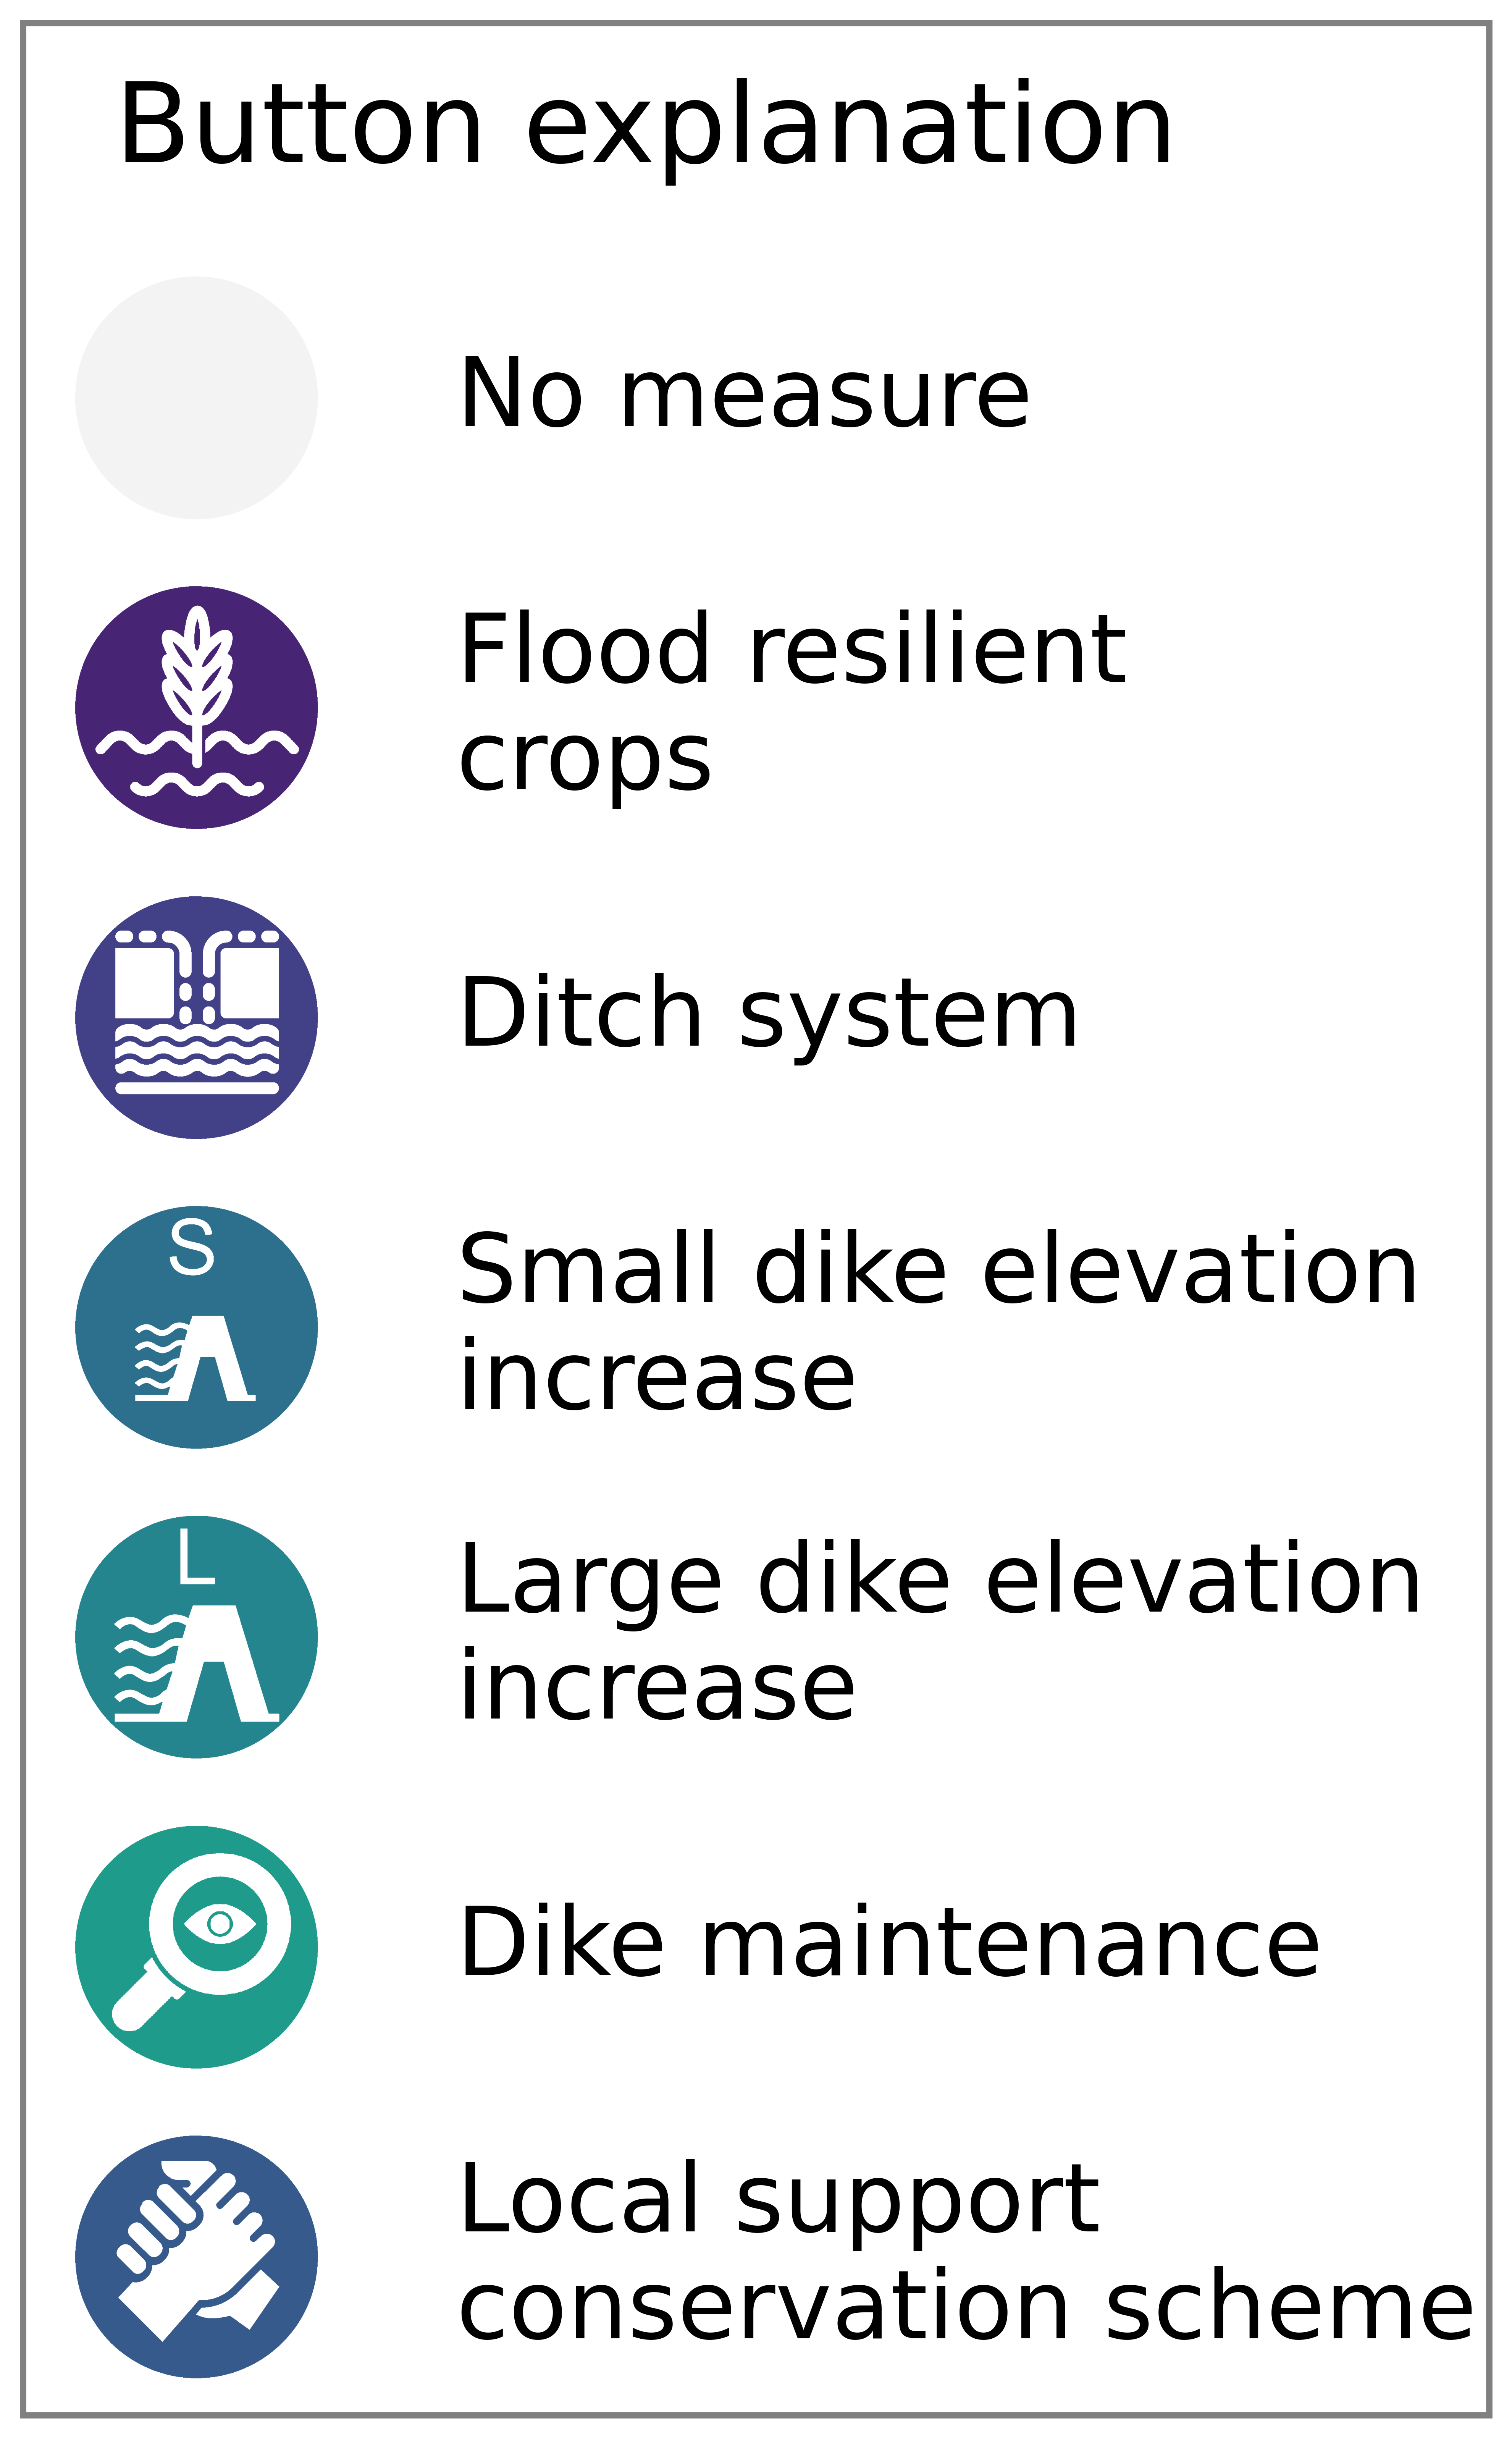 Button explanation
No measure
Flood resilient
crops
Ditch system
S
Small dike elevation
increase
L
Large dike elevation
increase
Dike maintenance
Local support
conservation scheme